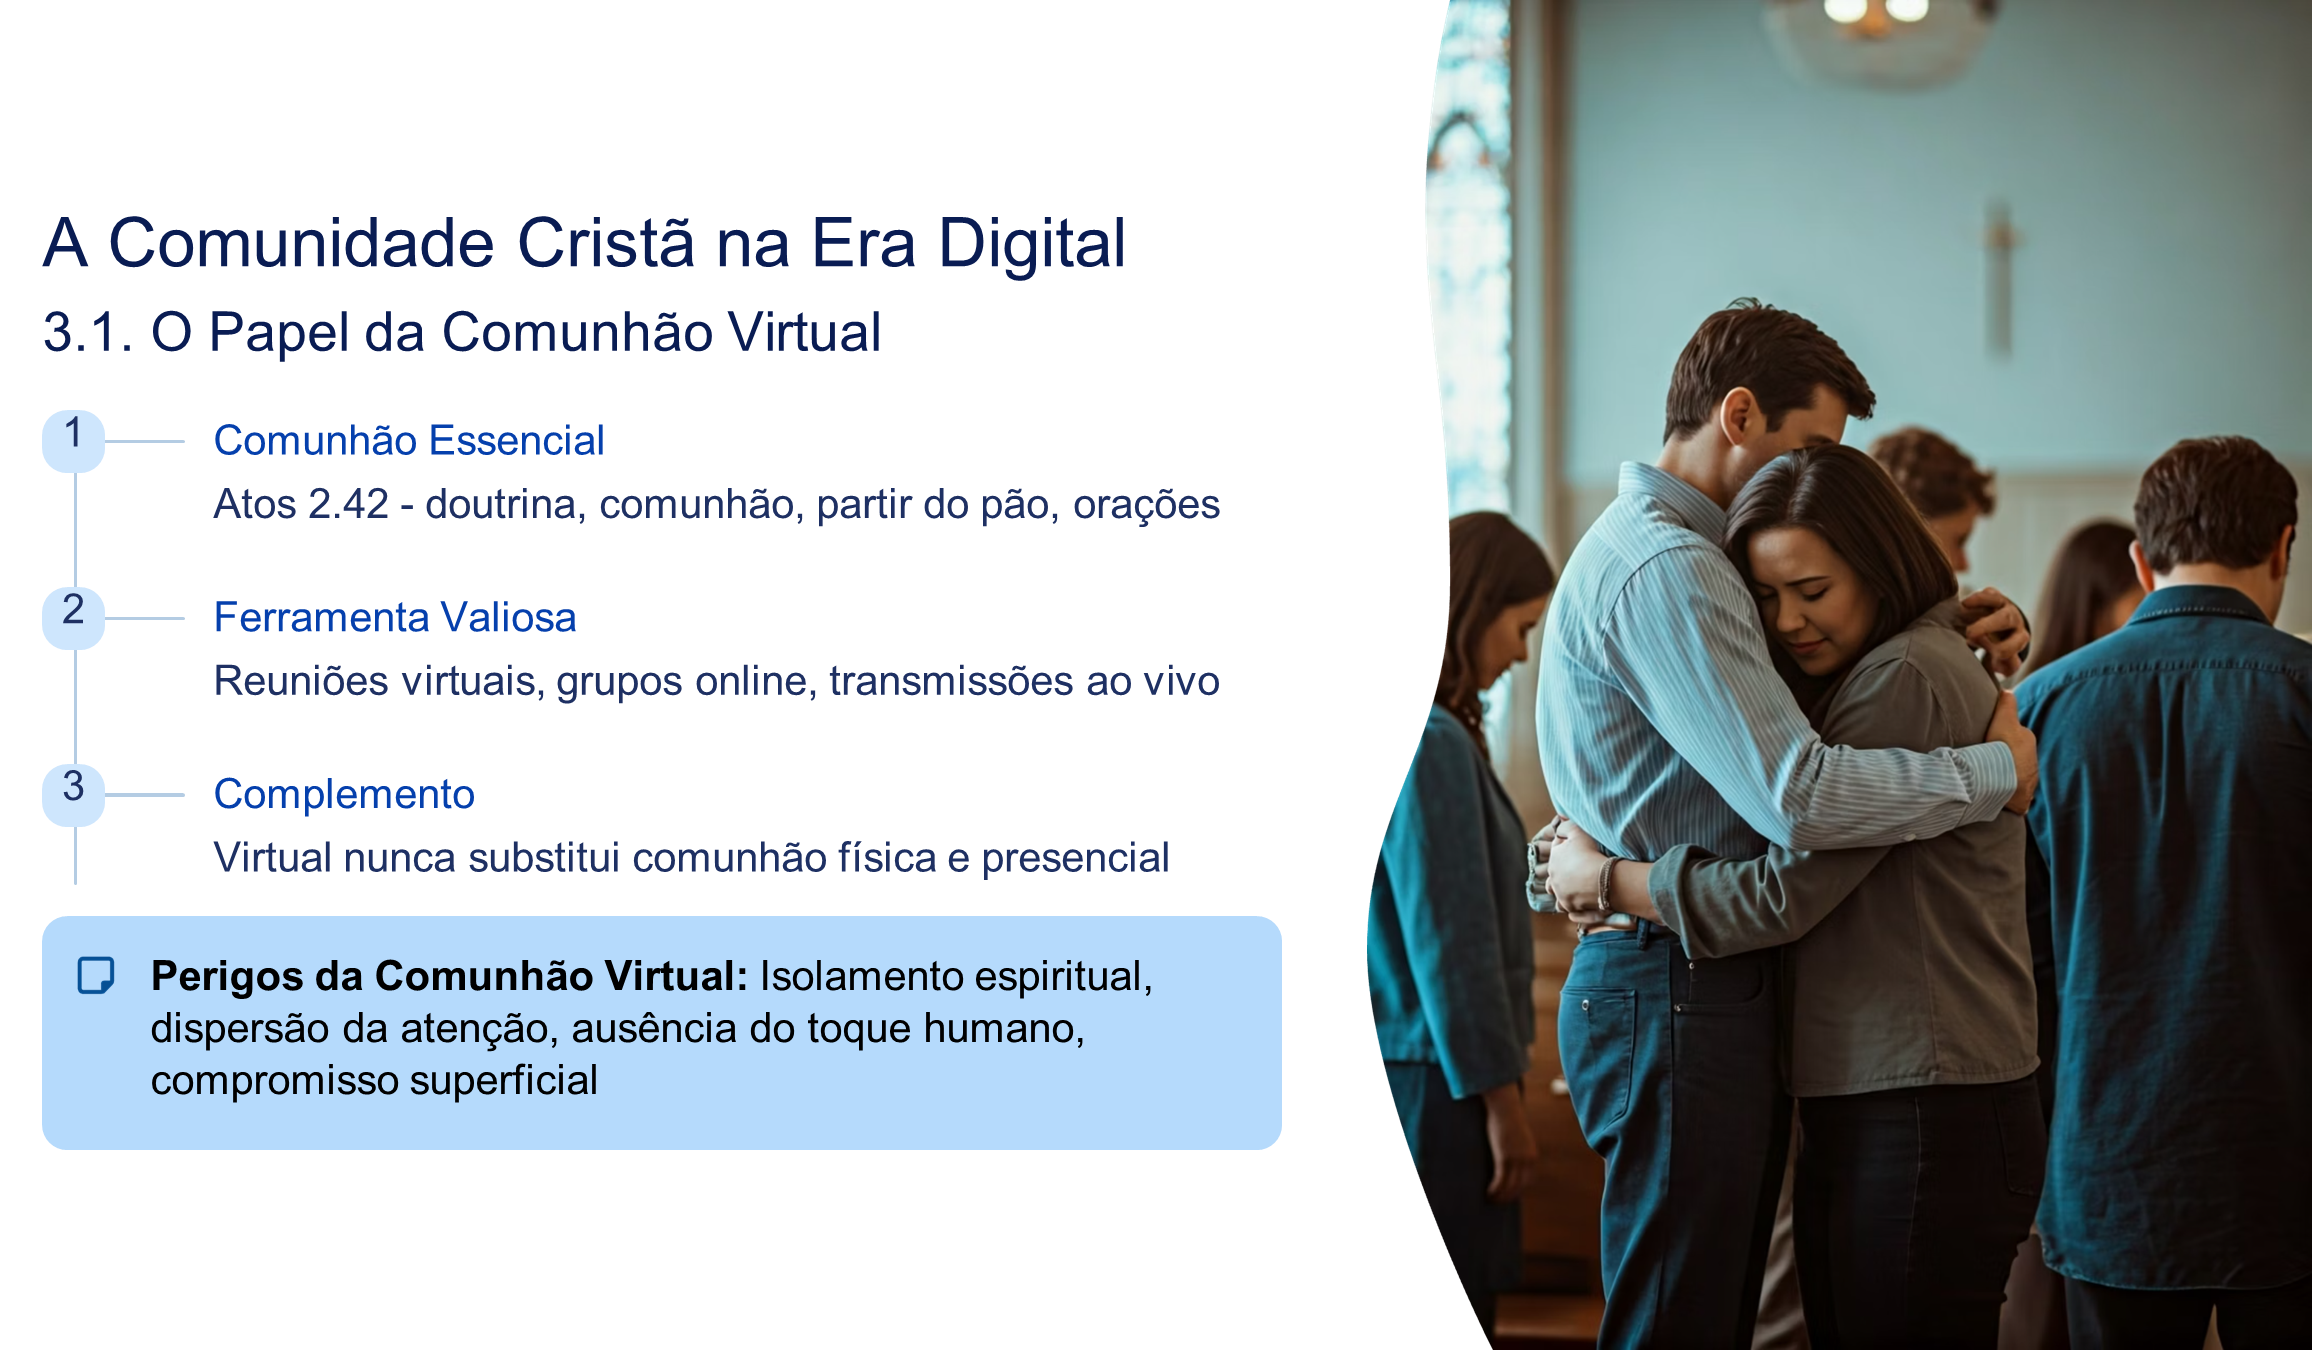 A Comunidade Cristã na Era Digital
3.1. O Papel da Comunhão Virtual
1
Comunhão Essencial
Atos 2.42 - doutrina, comunhão, partir do pão, orações
2
Ferramenta Valiosa
Reuniões virtuais, grupos online, transmissões ao vivo
3
Complemento
Virtual nunca substitui comunhão física e presencial
Perigos da Comunhão Virtual: Isolamento espiritual,
dispersão da atenção, ausência do toque humano,
compromisso superficial